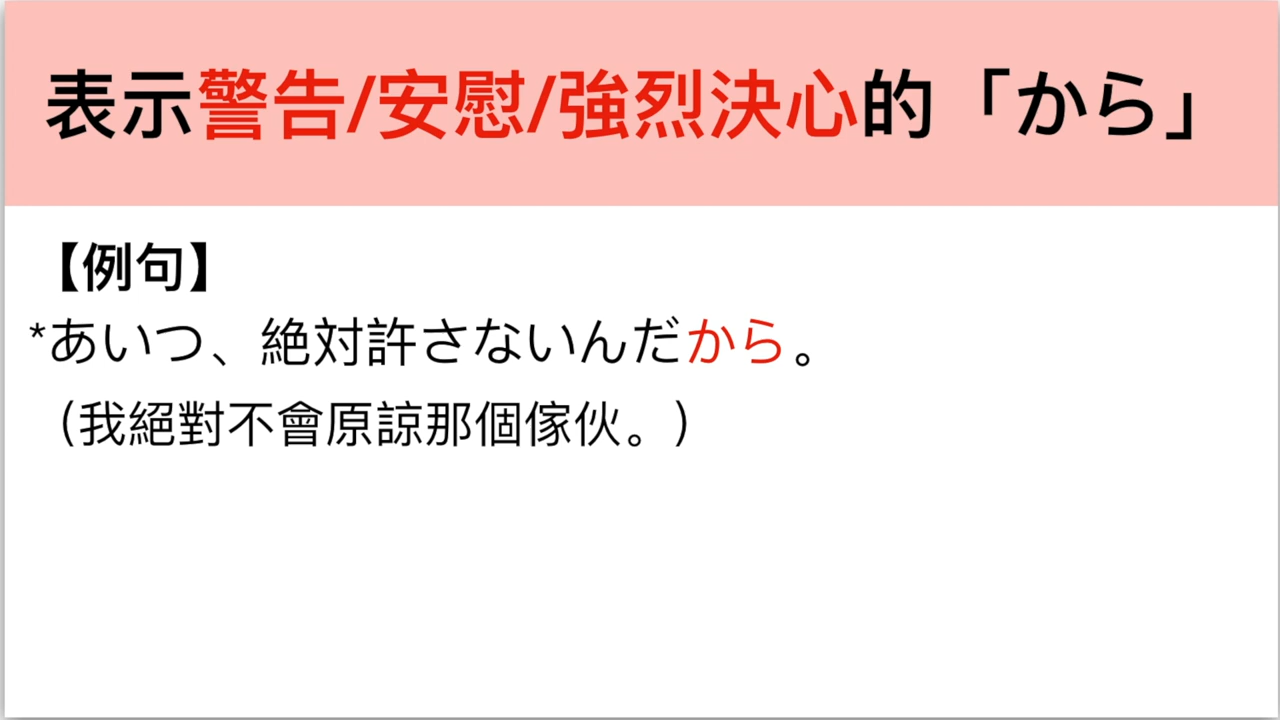 表示警告/安慰/強烈決心的「から」
【例句】
*あいつ、絶対許さないんだから。
（我絕對不會原諒那個傢伙。）